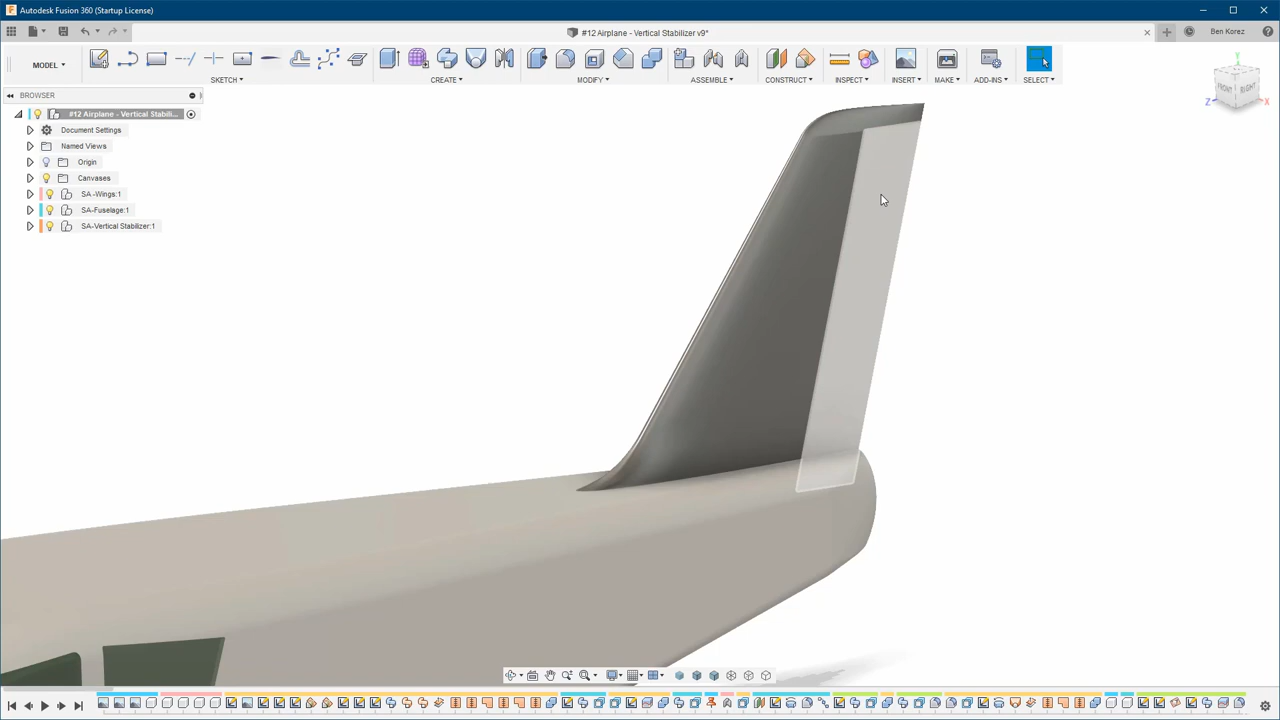 Autodesk Fusion 360 (Startup License)
#12 Airplane - Vertical Stabilizer v9*
Ben Korez
MODEL
SKETCH
CREATE
MODIFY
ASSEMBLE
CONSTRUCT
INSPECT
INSERT
MAKE
ADD-INS
SELECT
BROWSER
#12 Airplane - Vertical Stabili...
Document Settings
Named Views
Origin
Canvases
SA -Wings:1
SA-Fuselage:1
SA-Vertical Stabilizer:1
Y
FRONT
RIGHT
Z
X